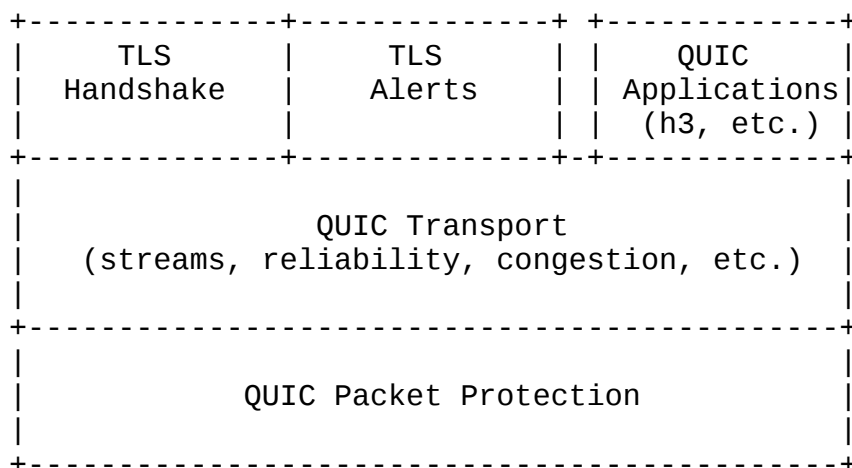 TLS
Handshake
TLS
Alerts
QUIC
Applications
(h3, etc.)
QUIC Transport
(streams, reliability, congestion, etc.)
QUIC Packet Protection